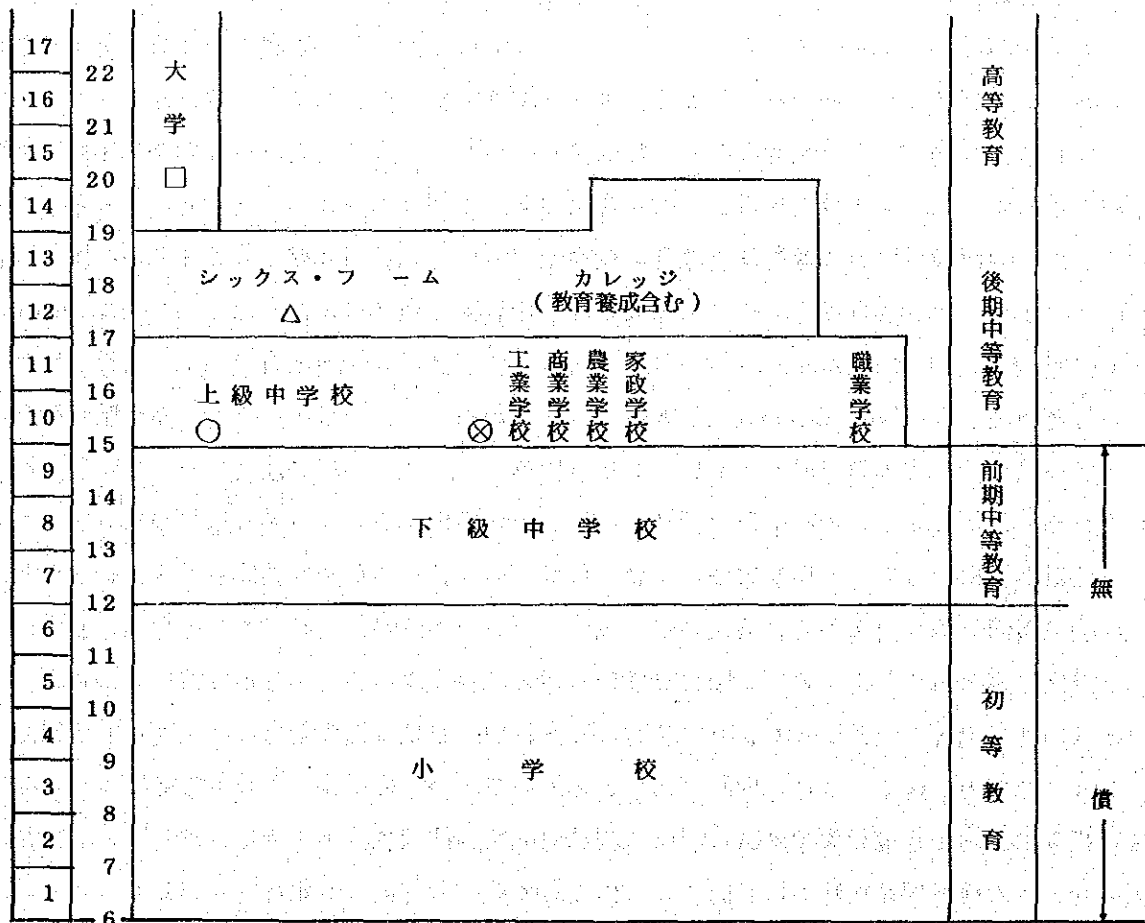 17
22
大学
高等教育
16
21
15
20
□
14
19
13
シックス・フ ーム
カレッジ
18
(教育養成含む)
後期中等教育
12
△
17
11
工業学校
商業学校
農業学校
家政学校
職業学校
16
上級中学校
10
○
⊗
15
9
前期中等教育
14
8
下級中学校
13
7
無
12
6
11
5
初等教育
10
4
9
小学校
3
償
8
2
7
1
6